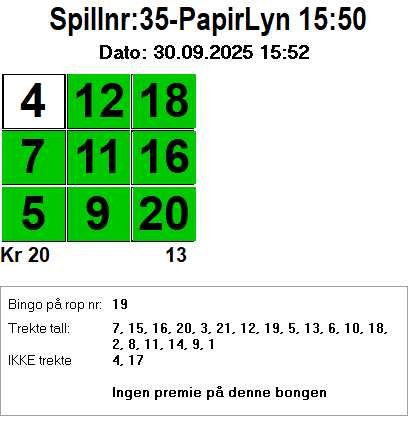 Spillnr:35-PapirLyn 15:50
Dato: 30.09.2025 15:52
4 12 18
7 11 16
5 9 20
Kr 20 13
Bingo på rop nr: 19
Trekte tall: 7, 15, 16, 20, 3, 21, 12, 19, 5, 13, 6, 10, 18,
2, 8, 11, 14, 9, 1
IKKE trekte 4, 17
Ingen premie på denne bongen